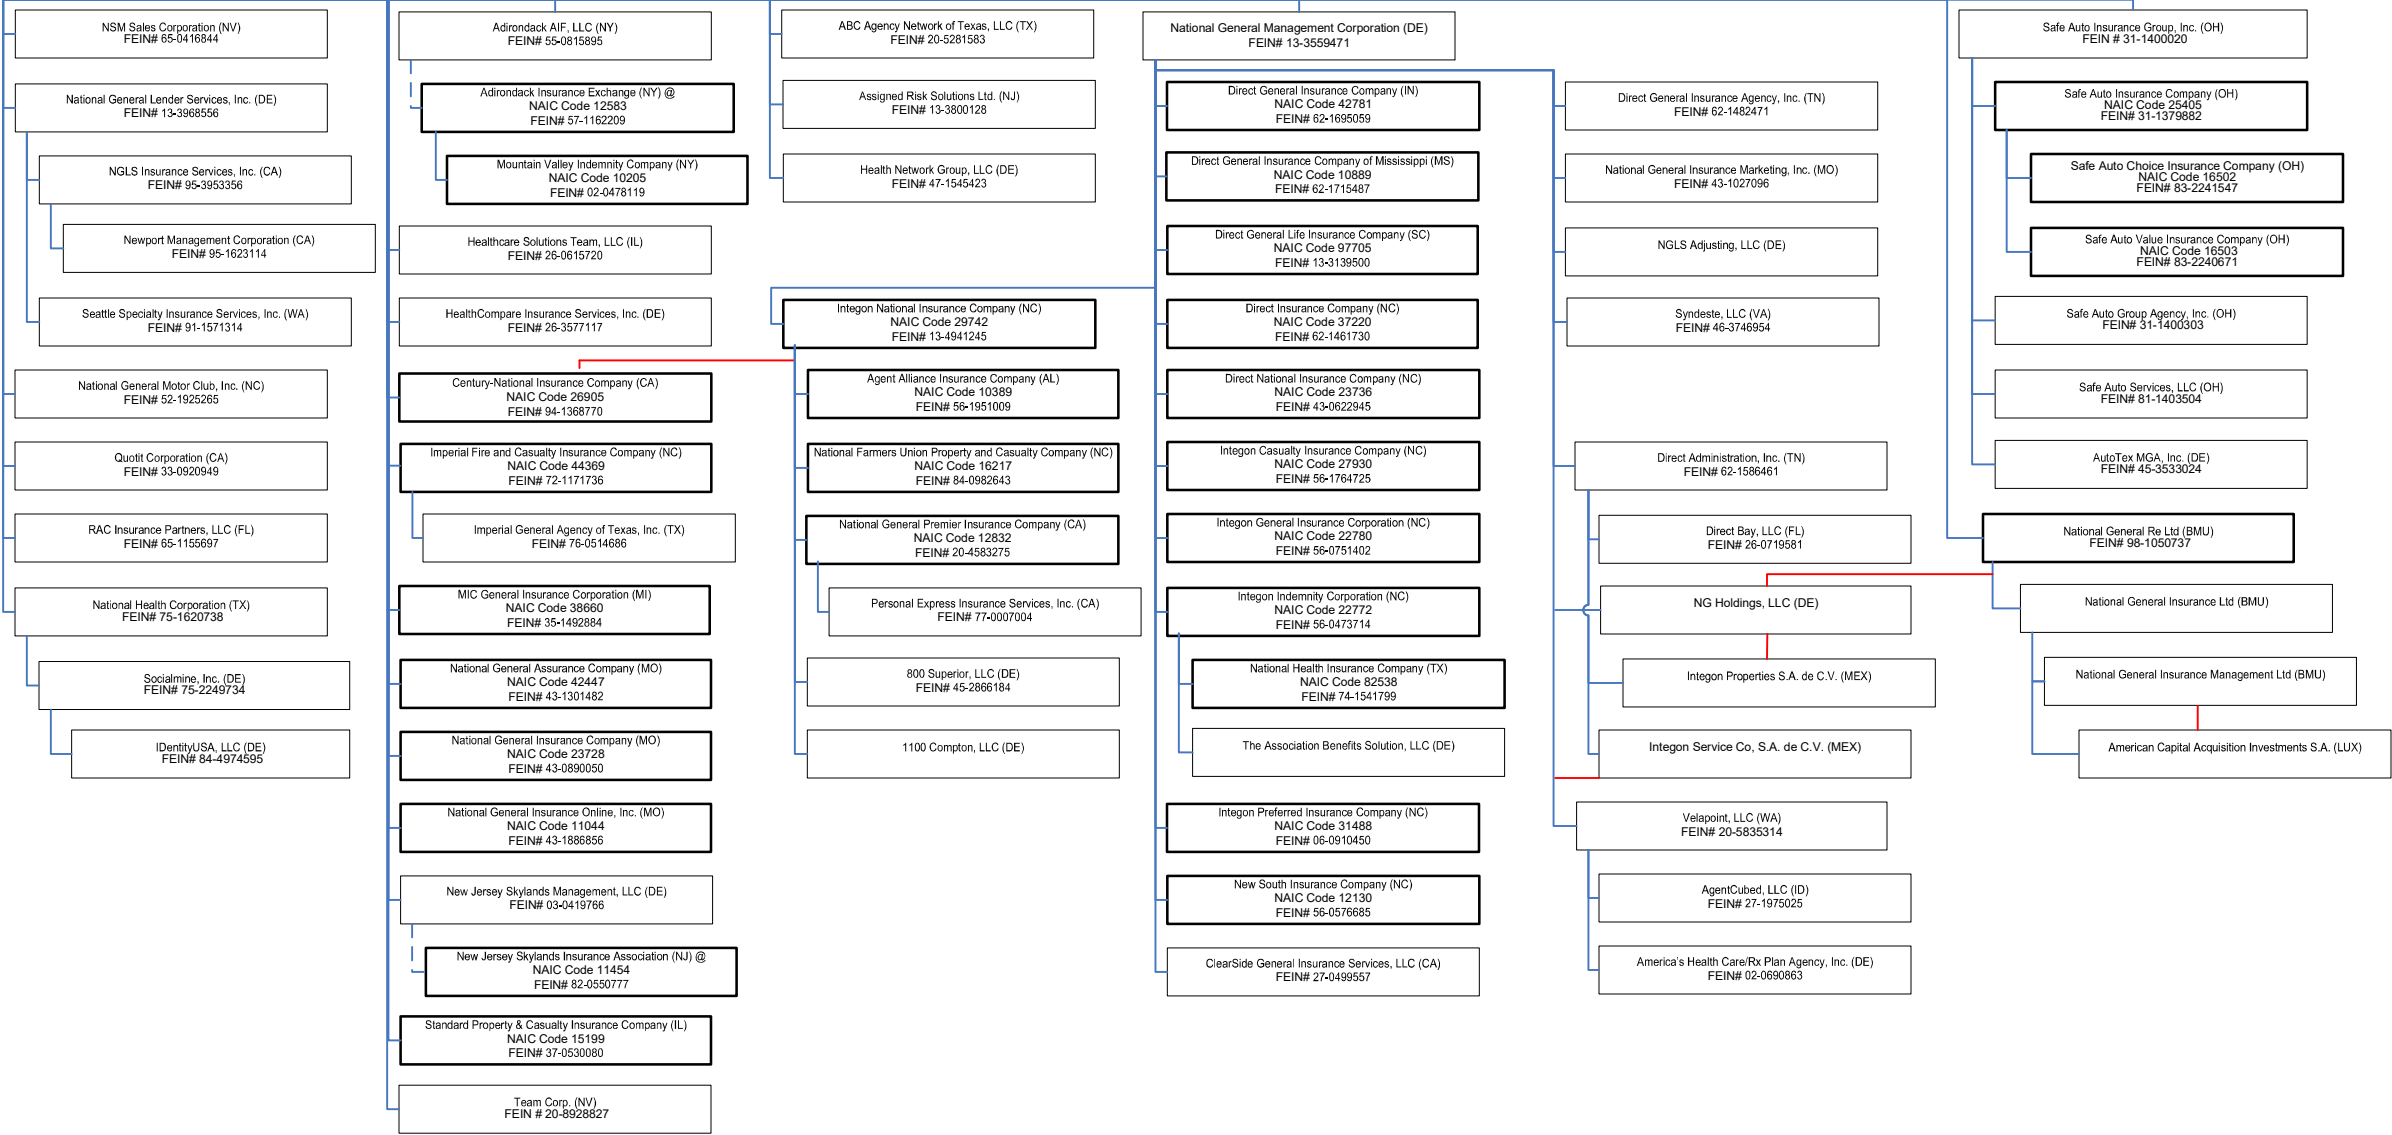 NSM Sales Corporation (NV)
FEIN# 65-0416844
National General Lender Services, Inc. (DE)
FEIN# 13-3968556
NGLS Insurance Services, Inc. (CA)
FEIN# 95-3953356
Newport Management Corporation (CA)
FEIN# 95-1623114
Seattle Specialty Insurance Services, Inc. (WA)
FEIN# 91-1571314
National General Motor Club, Inc. (NC)
FEIN# 52-1925265
Quotit Corporation (CA)
FEIN# 33-0920949
RAC Insurance Partners, LLC (FL)
FEIN# 65-1155697
National Health Corporation (TX)
FEIN# 75-1620738
Socialmine, Inc. (DE)
FEIN# 75-2249734
IDentityUSA, LLC (DE)
FEIN# 84-4974595
Adirondack AIF, LLC (NY)
FEIN# 55-0815895
Adirondack Insurance Exchange (NY) @
NAIC Code 12583
FEIN# 57-1162209
Mountain Valley Indemnity Company (NY)
NAIC Code 10205
FEIN# 02-0478119
Healthcare Solutions Team, LLC (IL)
FEIN# 26-0615720
HealthCompare Insurance Services, Inc. (DE)
FEIN# 26-3577117
Century-National Insurance Company (CA)
NAIC Code 26905
FEIN# 94-1368770
Imperial Fire and Casualty Insurance Company (NC)
NAIC Code 44369
FEIN# 72-1171736
Imperial General Agency of Texas, Inc. (TX)
FEIN# 76-0514686
MIC General Insurance Corporation (MI)
NAIC Code 38660
FEIN# 35-1492884
National General Assurance Company (MO)
NAIC Code 42447
FEIN# 43-1301482
National General Insurance Company (MO)
NAIC Code 23728
FEIN# 43-0890050
National General Insurance Online, Inc. (MO)
NAIC Code 11044
FEIN# 43-1886856
New Jersey Skylands Management, LLC (DE)
FEIN# 03-0419766
New Jersey Skylands Insurance Association (NJ) @
NAIC Code 11454
FEIN# 82-0550777
Standard Property & Casualty Insurance Company (IL)
NAIC Code 15199
FEIN# 37-0530080
Team Corp. (NV)
FEIN # 20-8928827
ABC Agency Network of Texas, LLC (TX)
FEIN# 20-5281583
Assigned Risk Solutions Ltd. (NJ)
FEIN# 13-3800128
Health Network Group, LLC (DE)
FEIN# 47-1545423
Integon National Insurance Company (NC)
NAIC Code 29742
FEIN# 13-4941245
Agent Alliance Insurance Company (AL)
NAIC Code 10389
FEIN# 56-1951009
National Farmers Union Property and Casualty Company (NC)
NAIC Code 16217
FEIN# 84-0982643
National General Premier Insurance Company (CA)
NAIC Code 12832
FEIN# 20-4583275
Personal Express Insurance Services, Inc. (CA)
FEIN# 77-0007004
800 Superior, LLC (DE)
FEIN# 45-2866184
1100 Compton, LLC (DE)
National General Management Corporation (DE)
FEIN# 13-3559471
Direct General Insurance Company (IN)
NAIC Code 42781
FEIN# 62-1695059
Direct General Insurance Company of Mississippi (MS)
NAIC Code 10889
FEIN# 62-1715487
Direct General Life Insurance Company (SC)
NAIC Code 97705
FEIN# 13-3139500
Direct Insurance Company (NC)
NAIC Code 37220
FEIN# 62-1461730
Direct National Insurance Company (NC)
NAIC Code 23736
FEIN# 43-0622945
Integon Casualty Insurance Company (NC)
NAIC Code 27930
FEIN# 56-1764725
Integon General Insurance Corporation (NC)
NAIC Code 22780
FEIN# 56-0751402
Integon Indemnity Corporation (NC)
NAIC Code 22772
FEIN# 56-0473714
National Health Insurance Company (TX)
NAIC Code 82538
FEIN# 74-1541799
The Association Benefits Solution, LLC (DE)
Integon Preferred Insurance Company (NC)
NAIC Code 31488
FEIN# 06-0910450
New South Insurance Company (NC)
NAIC Code 12130
FEIN# 56-0576685
ClearSide General Insurance Services, LLC (CA)
FEIN# 27-0499557
Direct General Insurance Agency, Inc. (TN)
FEIN# 62-1482471
National General Insurance Marketing, Inc. (MO)
FEIN# 43-1027096
NGLS Adjusting, LLC (DE)
Syndeste, LLC (VA)
FEIN# 46-3746954
Direct Administration, Inc. (TN)
FEIN# 62-1586461
Direct Bay, LLC (FL)
FEIN# 26-0719581
NG Holdings, LLC (DE)
Integon Properties S.A. de C.V. (MEX)
Integon Service Co, S.A. de C.V. (MEX)
Velapoint, LLC (WA)
FEIN# 20-5835314
AgentCubed, LLC (ID)
FEIN# 27-1975025
America's Health Care/Rx Plan Agency, Inc. (DE)
FEIN# 02-0690863
Safe Auto Insurance Group, Inc. (OH)
FEIN # 31-1400020
Safe Auto Insurance Company (OH)
NAIC Code 25405
FEIN# 31-1379882
Safe Auto Choice Insurance Company (OH)
NAIC Code 16502
FEIN# 83-2241547
Safe Auto Value Insurance Company (OH)
NAIC Code 16503
FEIN# 83-2240671
Safe Auto Group Agency, Inc. (OH)
FEIN# 31-1400303
Safe Auto Services, LLC (OH)
FEIN# 81-1403504
AutoTex MGA, Inc. (DE)
FEIN# 45-3533024
National General Re Ltd (BMU)
FEIN# 98-1050737
National General Insurance Ltd (BMU)
National General Insurance Management Ltd (BMU)
American Capital Acquisition Investments S.A. (LUX)